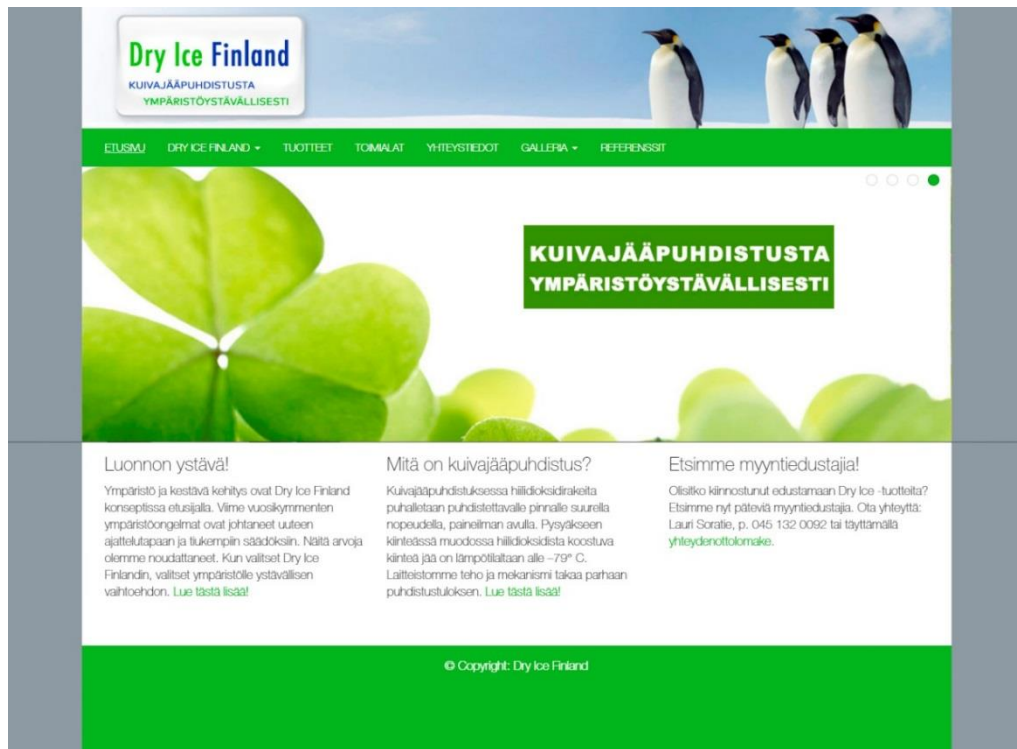 Dry Ice Finland
KUIVAJÄÄPUHDISTUSTA
YMPÄRISTÖYSTÄVÄLLISESTI
ETUSIVU DRY ICE FINLAND TUOTTEET TOIMIALAT YHTEYSTIEDOT GALLERIA REFERENSSIT
KUIVAJÄÄPUHDISTUSTA
YMPÄRISTÖYSTÄVÄLLISESTI
Luonnon ystävä!
Ympäristö ja kestävä kehitys ovat Dry Ice Finland
konseptissa etusijalla. Viime vuoskymmenten
ympäristöongelmat ovat johtaneet uuteen
ajattelutapaan ja tiukempiin säädöksiin. Näitä arvoja
olemme noudattaneet. Kun valitset Dry Ice
Finlandin, valitset ympäristölle ystävällisen
vaihtoehdon. Lue tästä lisää!
Mitä on kuivajääpuhdistus?
Kuivajääpuhdistuksessa hiilidioksidirakeita
puhalletaan puhdistettavalle pinnalle suurella
nopeudella, paineilman avulla. Pysyäkseen
kinteässä muodossa hiilidioksidista koostuva
kiinteä jää on lämpötilaltaan alle –79° C.
Laitteistomme teho ja mekanismi takaa parhaan
puhdistustuloksen. Lue tästä lisää!
Etsimme myyntiedustajia!
Olisitko kiinnostunut edustamaan Dry Ice -tuotteita?
Etsimme nyt päteviä myyntiedustajia. Ota yhteyttä:
Lauri Soratie, p. 045 132 0092 tai täyttämällä
yhteydenottolomake.
© Copyright: Dry Ice Finland